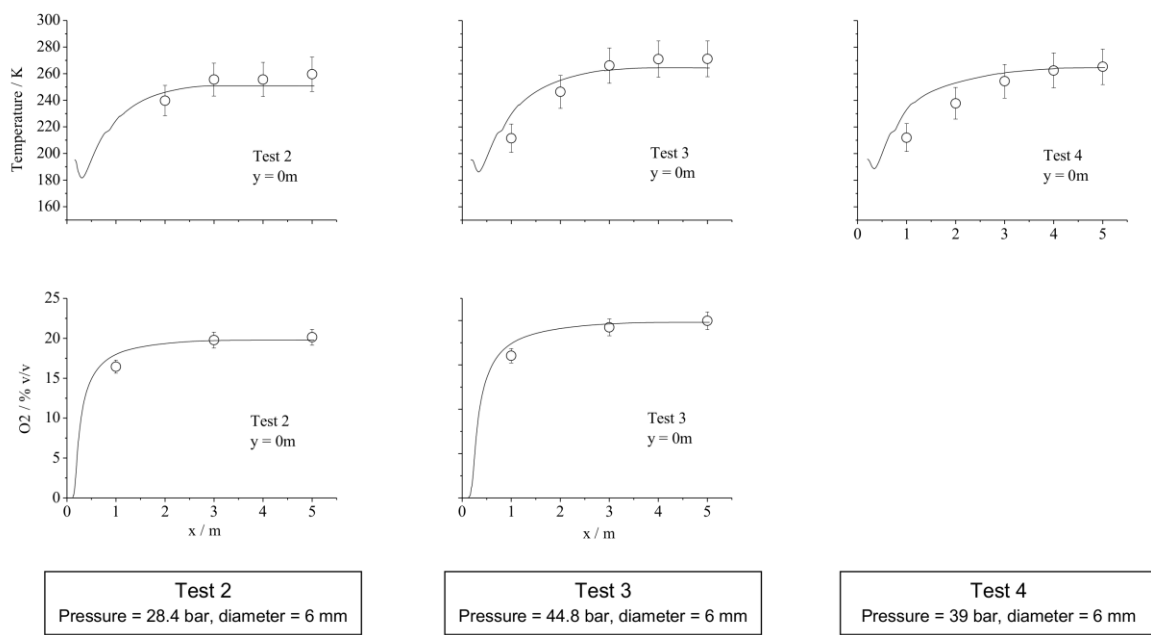 300
280
260
240
220
200
180
160
Temperature / K
Test 2
y = 0m
Test 3
y = 0m
Test 4
y = 0m
0 1 2 3 4 5
25
20
15
10
5
0
O2 / % v/v
Test 2
y = 0m
0 1 2 3 4 5
x / m
Test 3
y = 0m
0 1 2 3 4 5
x / m
Test 2
Pressure = 28.4 bar, diameter = 6 mm
Test 3
Pressure = 44.8 bar, diameter = 6 mm
Test 4
Pressure = 39 bar, diameter = 6 mm